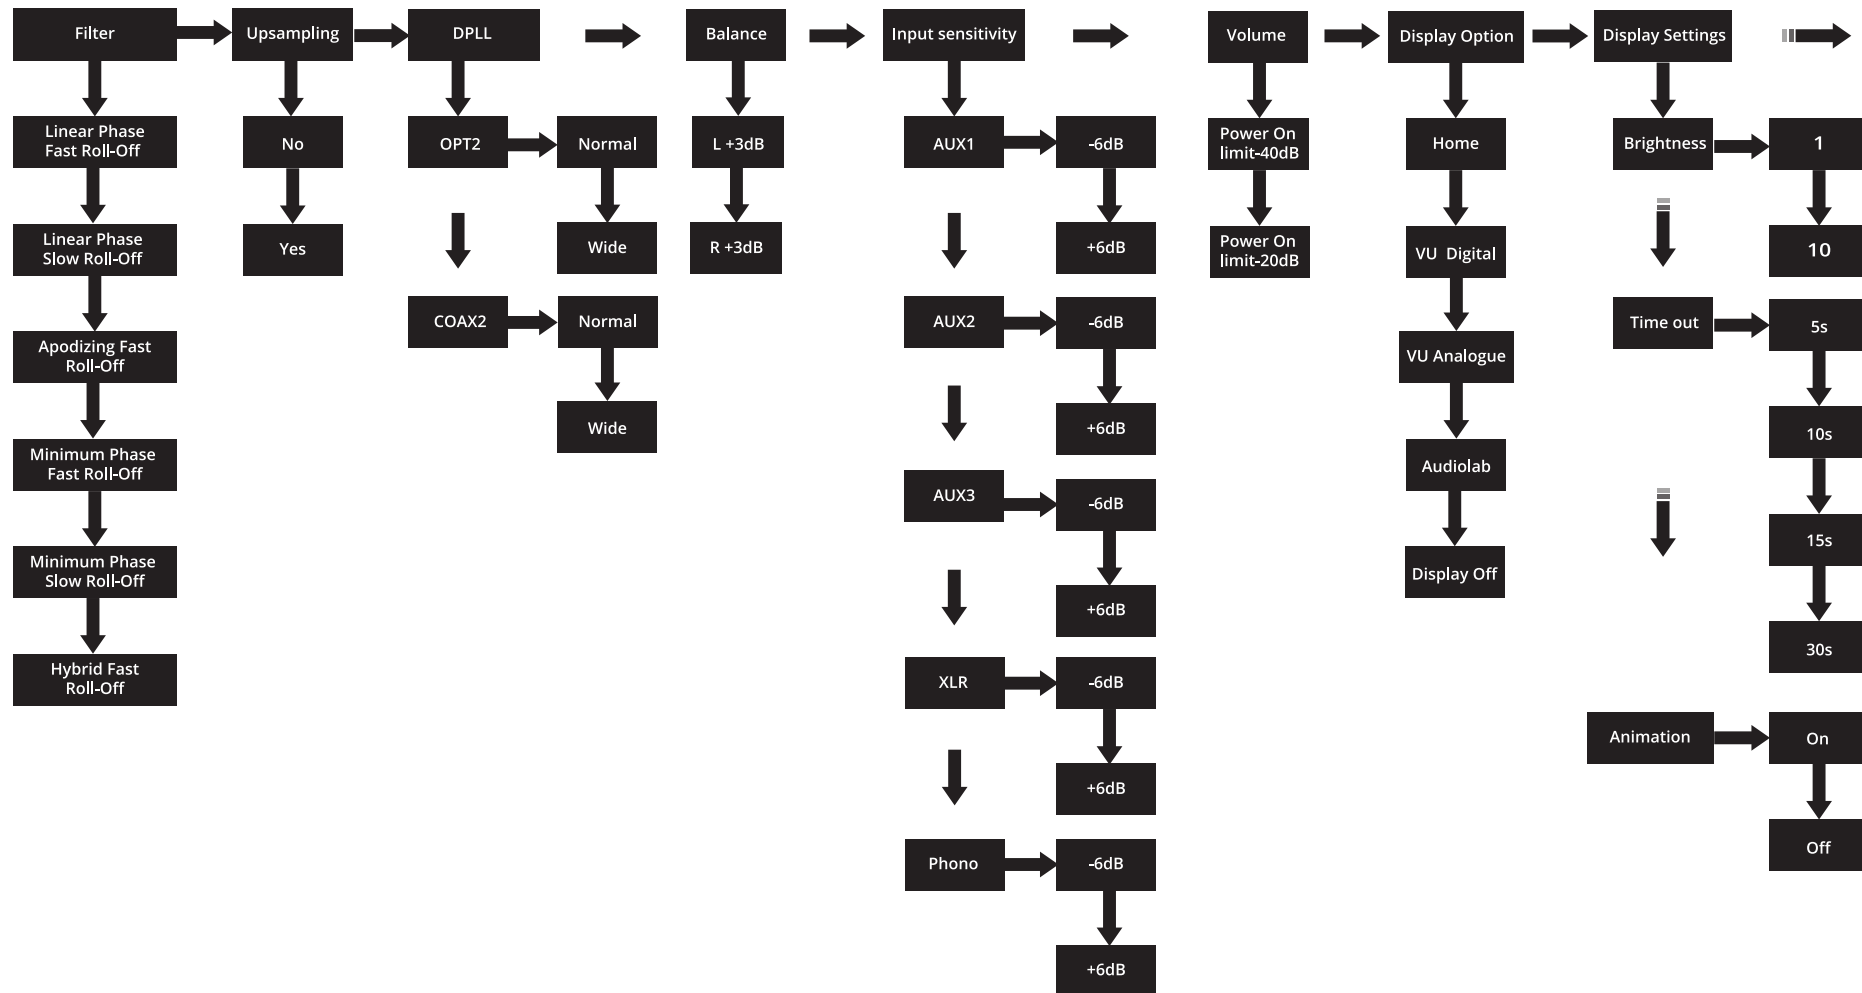 Filter
Upsampling
DPLL
Balance
Input sensitivity
Volume
Display Option
Display Settings
Linear Phase
Fast Roll-Off
Linear Phase
Slow Roll-Off
Apodizing Fast
Roll-Off
Minimum Phase
Fast Roll-Off
Minimum Phase
Slow Roll-Off
Hybrid Fast
Roll-Off
No
Yes
OPT2
Normal
Wide
COAX2
Normal
Wide
L +3dB
R +3dB
AUX1
-6dB
+6dB
AUX2
-6dB
+6dB
AUX3
-6dB
+6dB
XLR
-6dB
+6dB
Phono
-6dB
+6dB
Power On
limit-40dB
Power On
limit-20dB
Home
VU  Digital
VU Analogue
Audiolab
Display Off
Brightness
1
10
Time out
5s
10s
15s
30s
Animation
On
Off